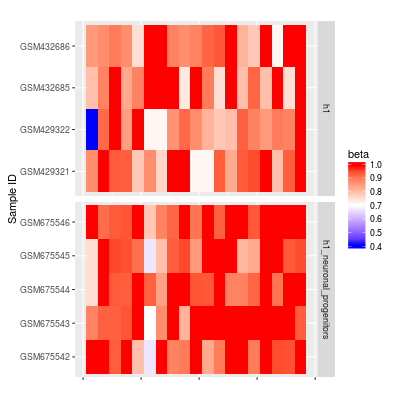 GSM432686
GSM432685
GSM429322
GSM429321
h1
GSM675546
GSM675545
GSM675544
GSM675543
GSM675542
h1_neuronal_progenitors
Sample ID
beta
1.0
0.9
0.8
0.7
0.6
0.5
0.4